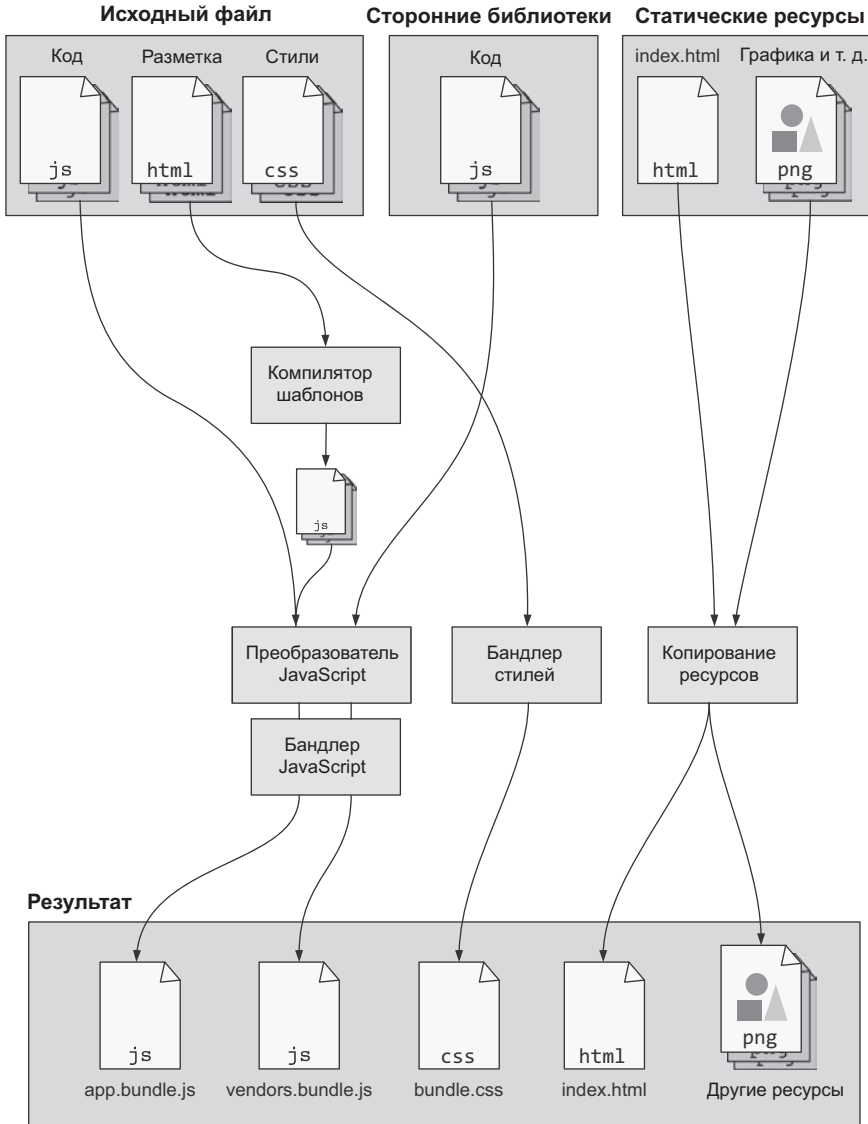 Исходный файл
Сторонние библиотеки
Статические ресурсы
Код
Разметка
Стили
Код
index.html
Графика и т. д.
js
html
css
js
html
png
Компилятор
шаблонов
js
Преобразователь
JavaScript
Бандлер
стилей
Копирование
ресурсов
Бандлер
JavaScript
Результат
js
js
css
html
png
app.bundle.js
vendors.bundle.js
bundle.css
index.html
Другие ресурсы